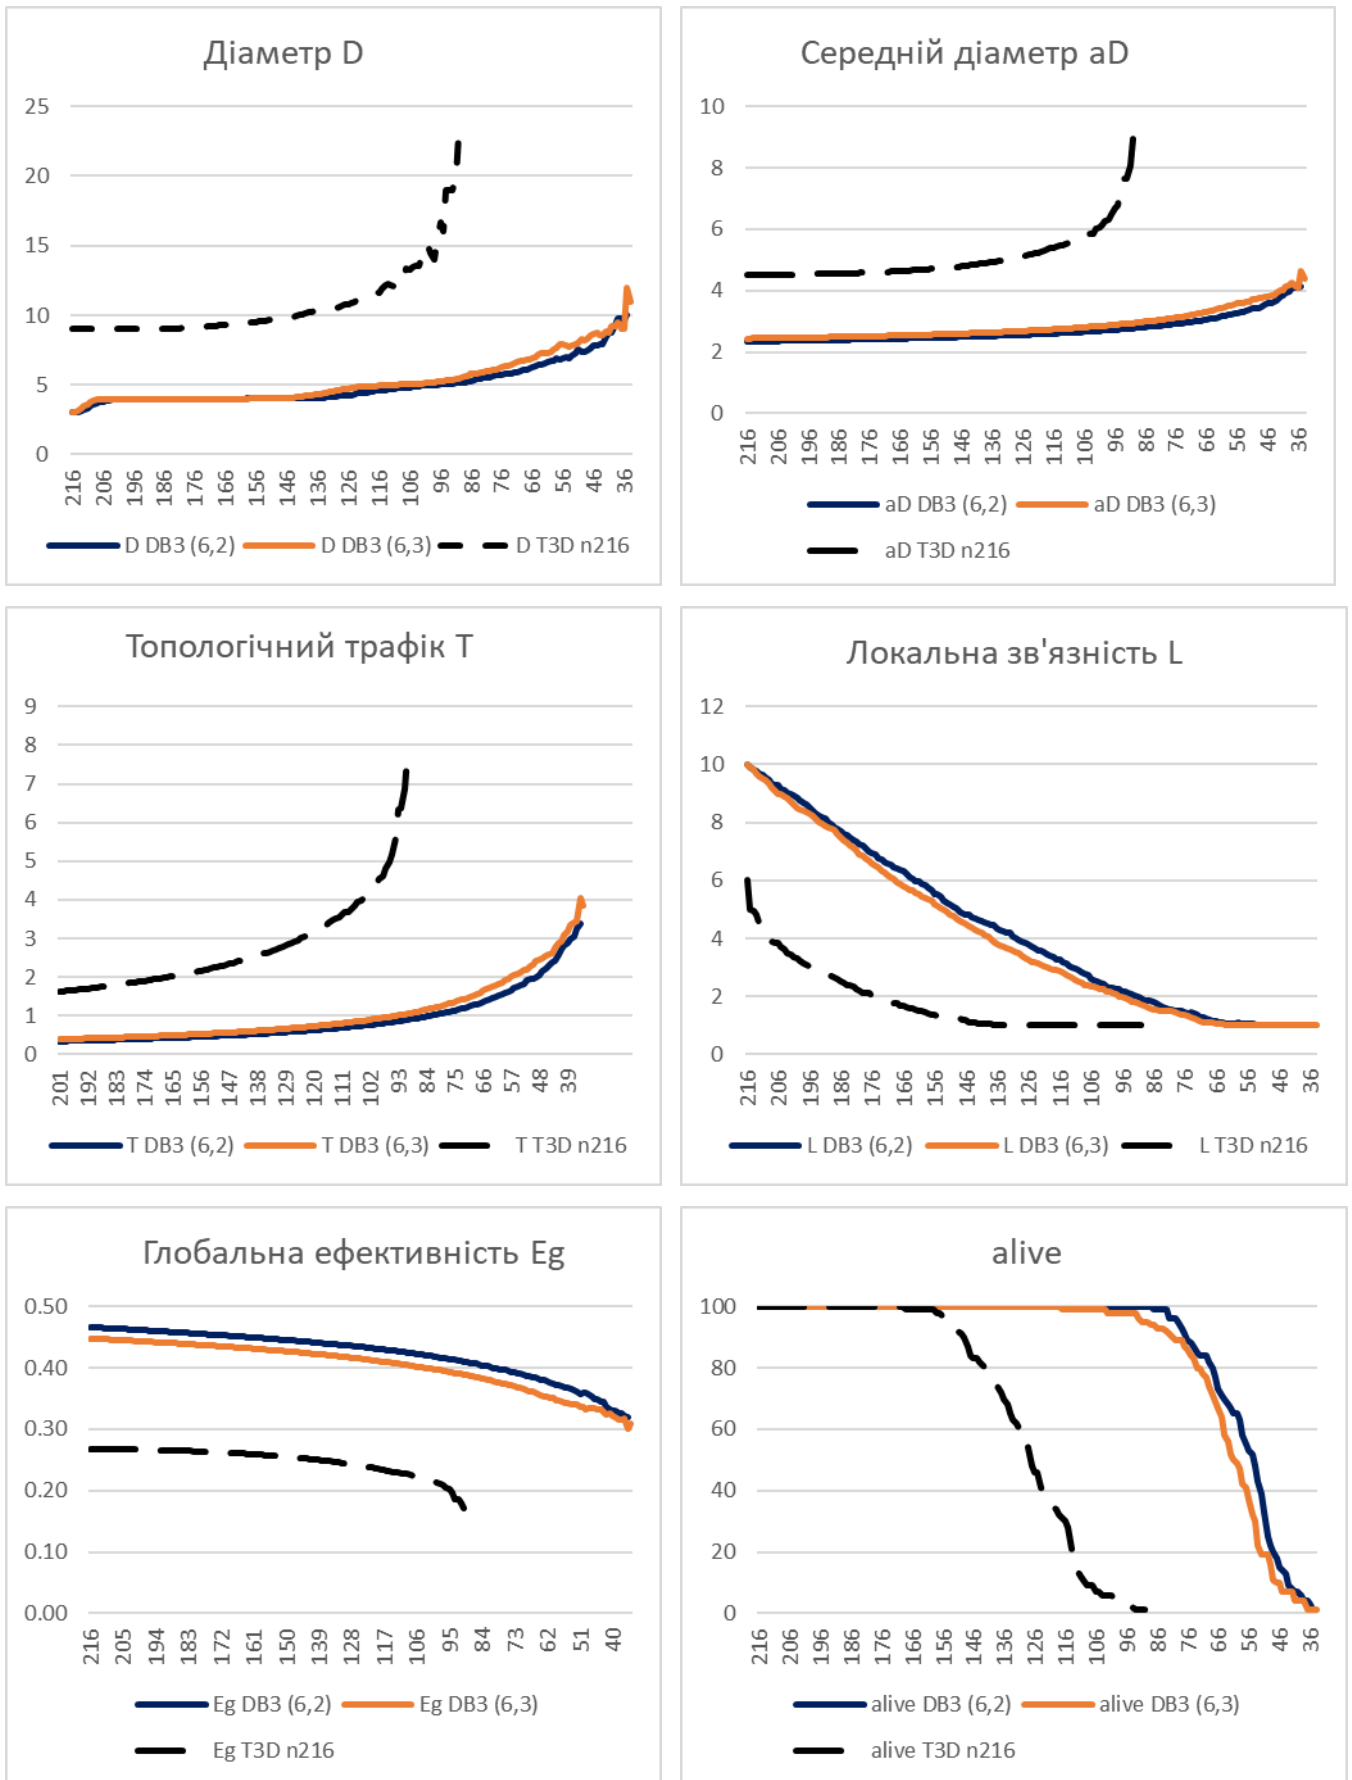 Діаметр D
25
20
15
10
5
0
216 206 196 186 176 166 156 146 136 126 116 106 96 86 76 66 56 46 36
D DB3 (6,2) D DB3 (6,3) D T3D n216
Середній діаметр aD
10
8
6
4
2
0
216 206 196 186 176 166 156 146 136 126 116 106 96 86 76 66 56 46 36
aD DB3 (6,2) aD DB3 (6,3)
aD T3D n216
Топологічний трафік T
9
8
7
6
5
4
3
2
1
0
201 192 183 174 165 156 147 138 129 120 111 102 93 84 75 66 57 48 39
T DB3 (6,2) T DB3 (6,3) T T3D n216
Локальна зв'язність L
12
10
8
6
4
2
0
216 206 196 186 176 166 156 146 136 126 116 106 96 86 76 66 56 46 36
L DB3 (6,2) L DB3 (6,3) L T3D n216
Глобальна ефективність Eg
0.50
0.40
0.30
0.20
0.10
0.00
216 205 194 183 172 161 150 139 128 117 106 95 84 73 62 51 40
Eg DB3 (6,2) Eg DB3 (6,3)
Eg T3D n216
alive
100
80
60
40
20
0
216 206 196 186 176 166 156 146 136 126 116 106 96 86 76 66 56 46 36
alive DB3 (6,2) alive DB3 (6,3)
alive T3D n216